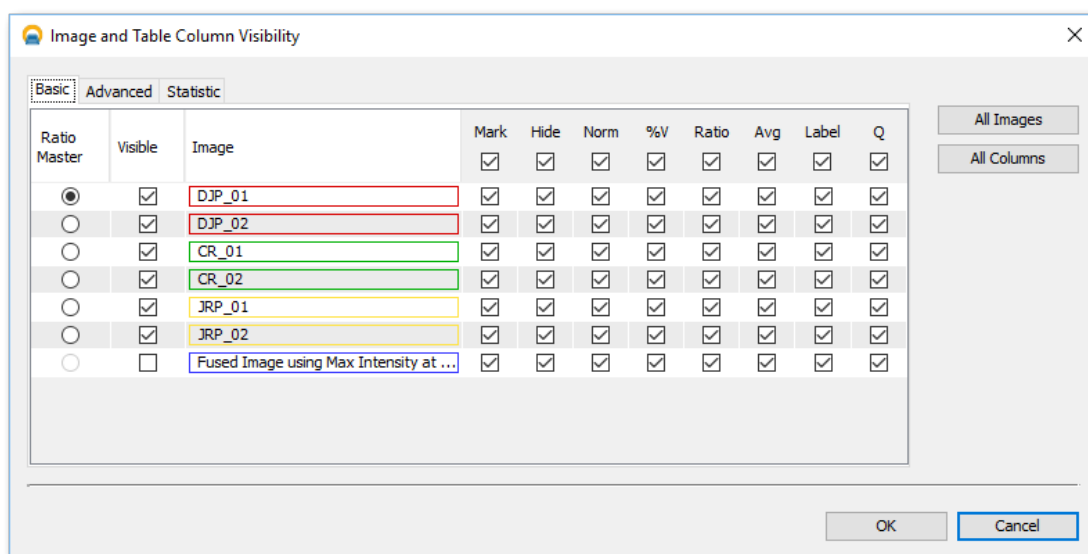 Image and Table Column Visibility
Basic Advanced Statistic
Ratio Master Visible Image Mark Hide Norm %V Ratio Avg Label Q
DJP_01
DJP_02
CR_01
CR_02
JRP_01
JRP_02
Fused Image using Max Intensity at ...
All Images
All Columns
OK Cancel